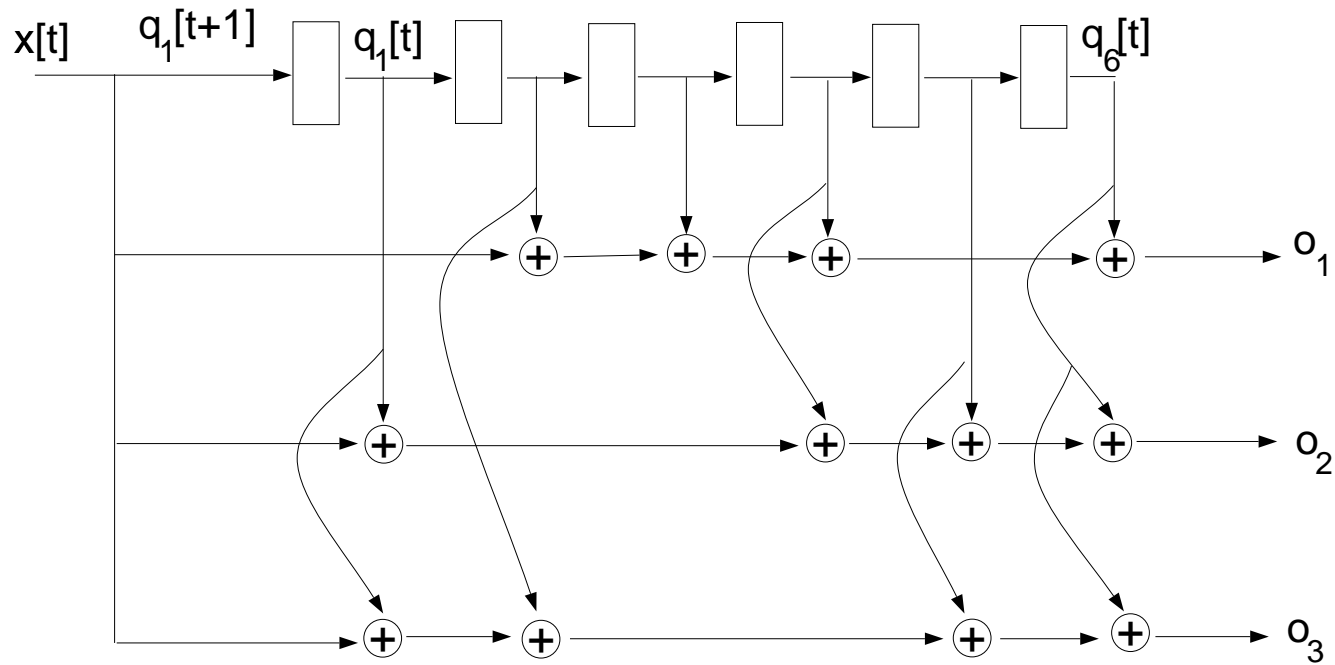 x[t] q₁[t+1] q₁[t] q₆[t]
+ + + + o₁
+ + + + o₂
+ + + + o₃